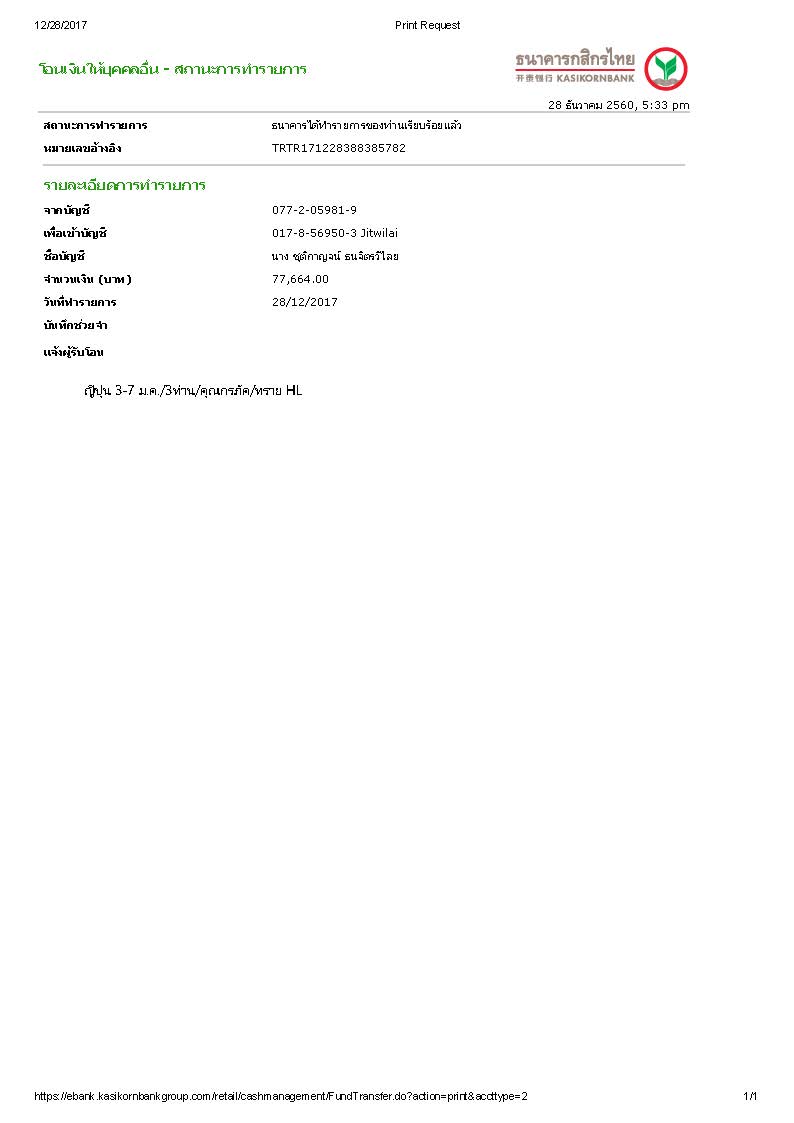 12/28/2017 Print Request
โอนเงินให้บุคคลอื่น - สถานะการทำรายการ
ธนาคารกสิกรไทย
开泰银行 KASIKORNBANK
28 ธันวาคม 2560, 5:33 pm
สถานะการทำรายการ ธนาคารได้ทำรายการของท่านเรียบร้อยแล้ว
หมายเลขอ้างอิง TRTR171228388385782
รายละเอียดการทำรายการ
จากบัญชี 077-2-05981-9
เพื่อเข้าบัญชี 017-8-56950-3 Jitwilai
ชื่อบัญชี นาง ชุติกาญจน์ ธนจิตรวิไลย
จำนวนเงิน (บาท) 77,664.00
วันที่ทำรายการ 28/12/2017
บันทึกช่วยจำ
แจ้งผู้รับโอน
ญี่ปุ่น 3-7 ม.ค./3ท่าน/คุณกรภัค/ทราย HL
https://ebank.kasikornbankgroup.com/retail/cashmanagement/FundTransfer.do?action=print&accttype=2 1/1